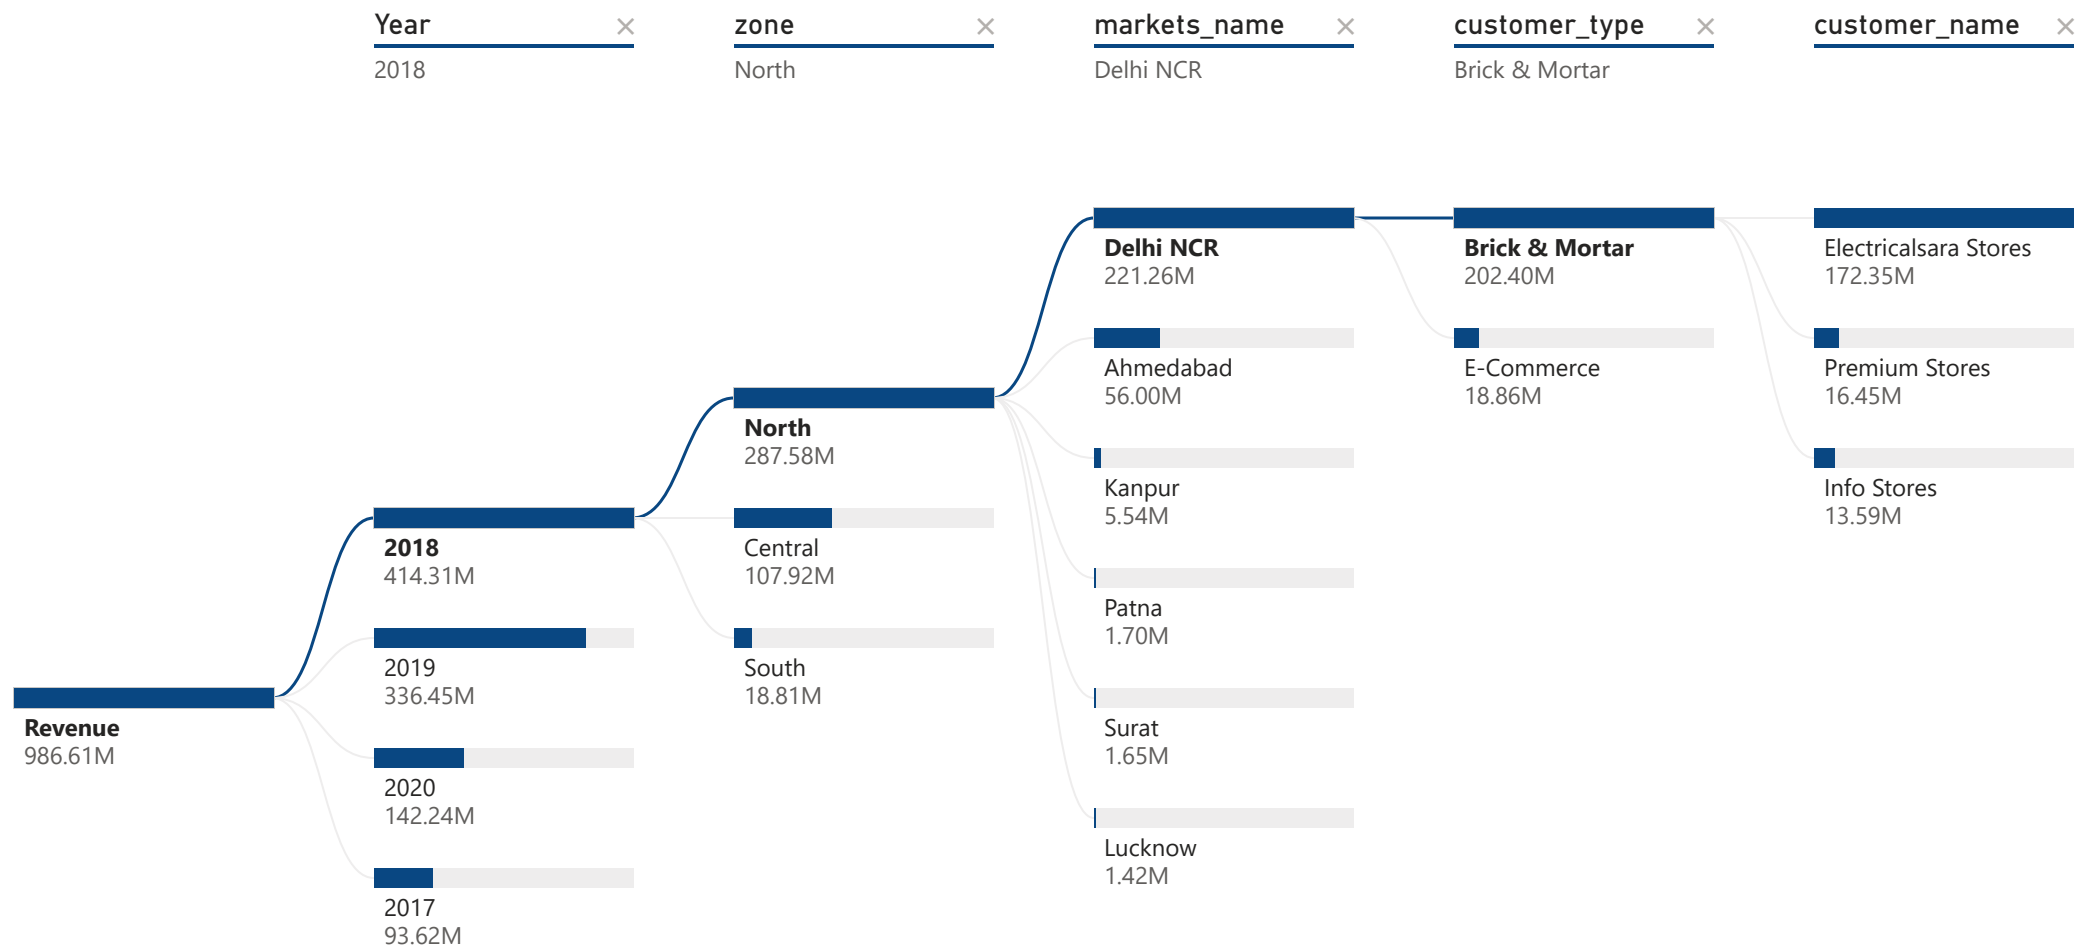 Year
2018
zone
North
markets_name
Delhi NCR
customer_type
Brick & Mortar
customer_name
Revenue
986.61M
2018
414.31M
2019
336.45M
2020
142.24M
2017
93.62M
North
287.58M
Central
107.92M
South
18.81M
Delhi NCR
221.26M
Ahmedabad
56.00M
Kanpur
5.54M
Patna
1.70M
Surat
1.65M
Lucknow
1.42M
Brick & Mortar
202.40M
E-Commerce
18.86M
Electricalsara Stores
172.35M
Premium Stores
16.45M
Info Stores
13.59M